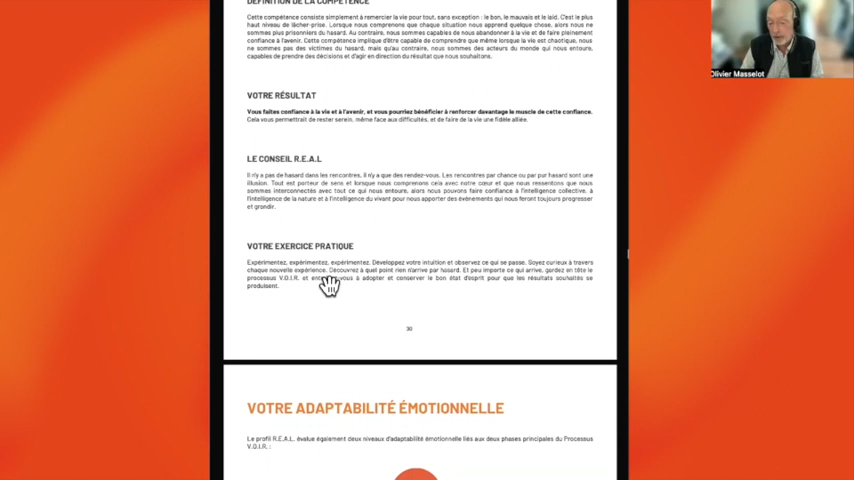 DÉFINITION DE LA COMPÉTENCE
Cette compétence consiste simplement à remercier la vie pour tout, sans exception : le bon, le mauvais et le laid. C'est le plus
haut niveau de lâcher-prise. Lorsque nous comprenons que chaque situation nous apprend quelque chose, alors nous ne
sommes plus prisonniers du hasard. Au contraire, nous sommes capables de nous abandonner à la vie et de faire pleinement
confiance à l'avenir. Cette compétence implique d'être capable de comprendre que même lorsque la vie est chaotique, nous
ne sommes pas des victimes du hasard, mais qu'au contraire, nous sommes des acteurs du monde qui nous entoure,
capables de prendre des décisions et d'agir en direction du résultat que nous souhaitons.
VOTRE RÉSULTAT
Vous faites confiance à la vie et à l'avenir, et vous pourriez bénéficier à renforcer davantage le muscle de cette confiance.
Cela vous permettrait de rester serein, même face aux difficultés, et de faire de la vie une fidèle alliée.
LE CONSEIL R.E.A.L
Il n'y a pas de hasard dans les rencontres, il n'y a que des rendez-vous. Les rencontres par chance ou par pur hasard sont une
illusion. Tout est porteur de sens et lorsque nous comprenons cela avec notre cœur et que nous ressentons que nous
sommes interconnectés avec tout ce qui nous entoure, alors nous pouvons faire confiance à l'intelligence collective, à
l'intelligence de la nature et à l'intelligence du vivant pour nous apporter des événements qui nous feront toujours progresser
et grandir.
VOTRE EXERCICE PRATIQUE
Expérimentez, expérimentez, expérimentez. Développez votre intuition et observez ce qui se passe. Soyez curieux à travers
chaque nouvelle expérience. Découvrez à quel point rien n'arrive par hasard. Et peu importe ce qui arrive, gardez en tête le
processus V.O.I.R. et vous à adopter et conserver le bon état d'esprit pour que les résultats souhaités se
produisent.
30
VOTRE ADAPTABILITÉ ÉMOTIONNELLE
Le profil R.E.A.L. évalue également deux niveaux d'adaptabilité émotionnelle liés aux deux phases principales du Processus
V.O.I.R. :
Olivier Masselot